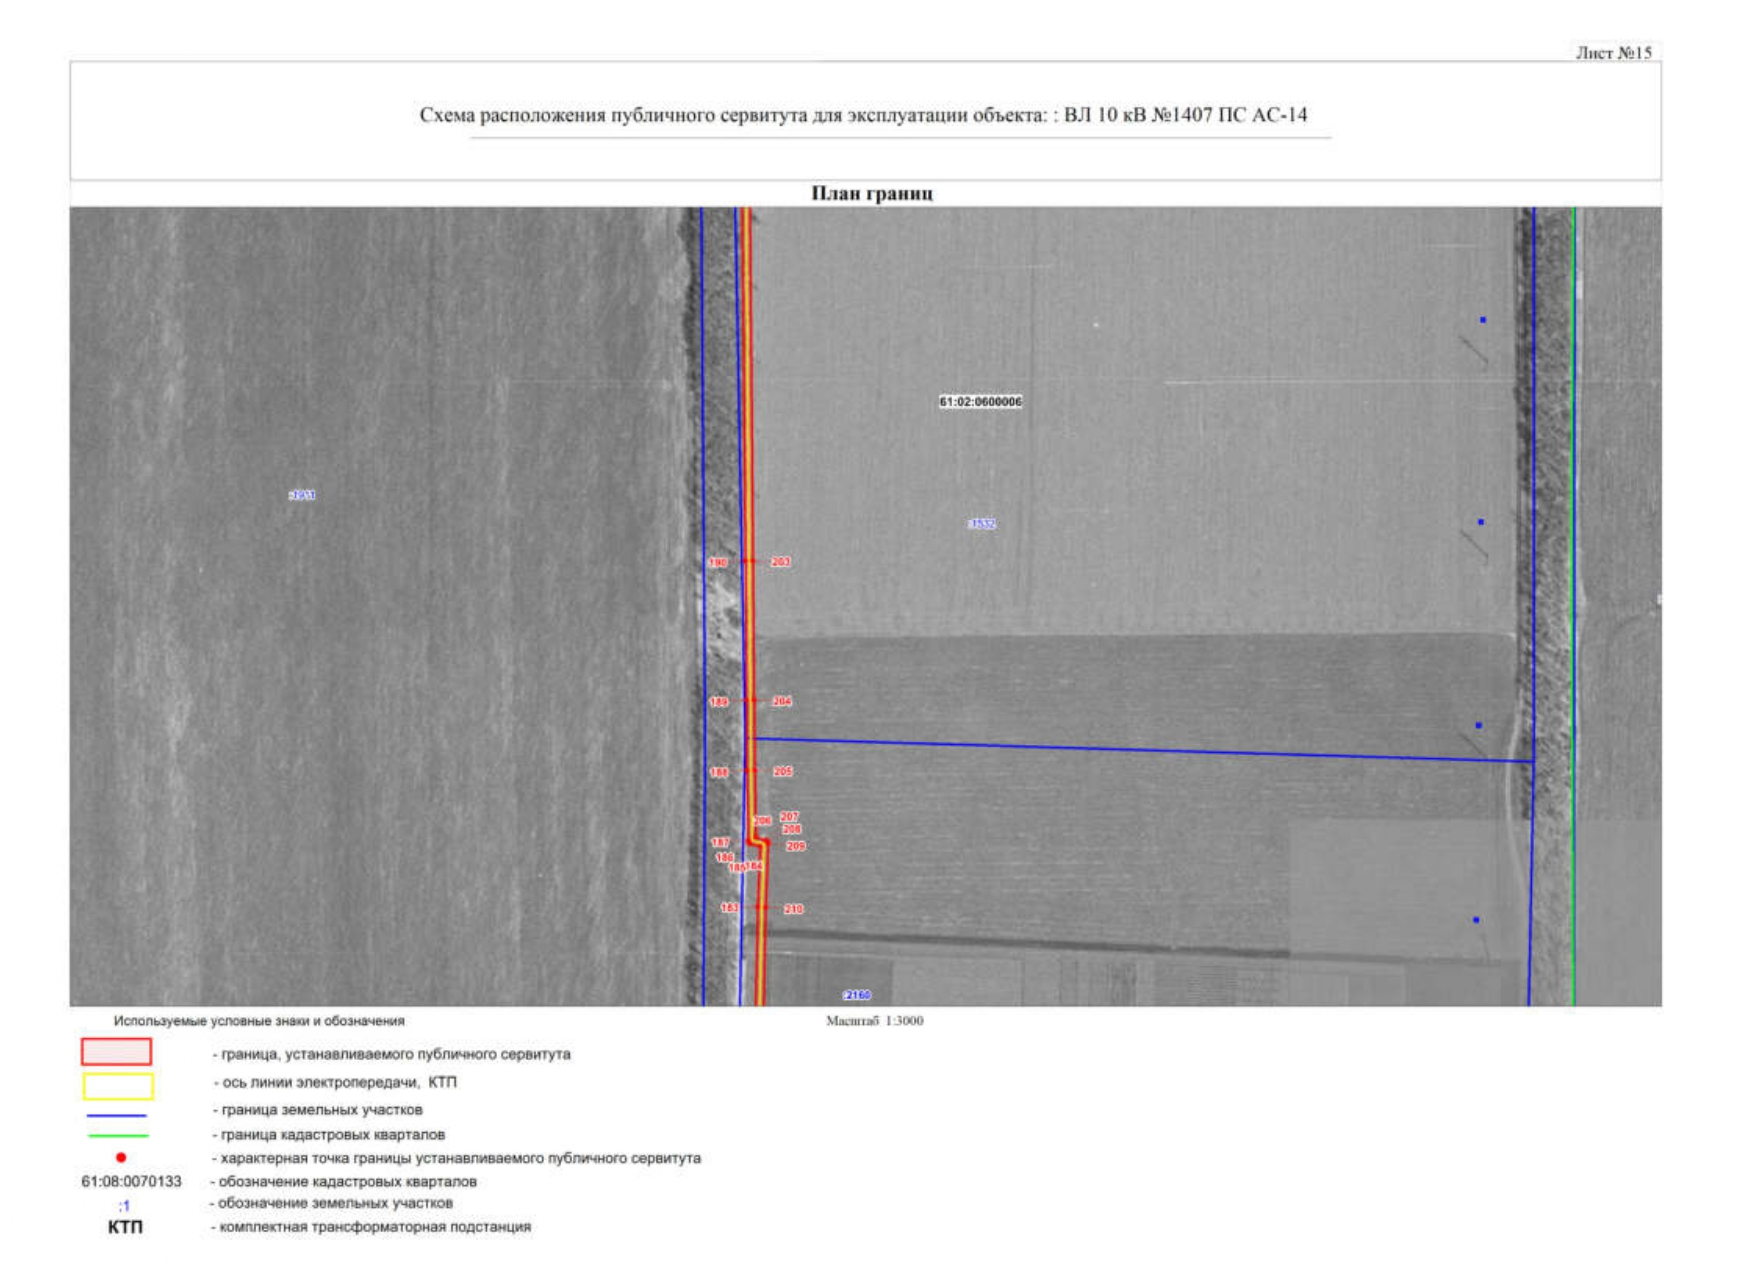 Лист №15
Схема расположения публичного сервитута для эксплуатации объекта: : ВЛ 10 кВ №1407 ПС АС-14
План границ
61:02:0600006
:1931
:1532
190 203
189 204
188 205
206 207
208
187 209
186
185 184
183 210
:2160
Используемые условные знаки и обозначения
Масштаб 1:3000
- граница, устанавливаемого публичного сервитута
- ось линии электропередачи, КТП
- граница земельных участков
- граница кадастровых кварталов
- характерная точка границы устанавливаемого публичного сервитута
61:08:0070133 - обозначение кадастровых кварталов
:1 - обозначение земельных участков
КТП - комплектная трансформаторная подстанция